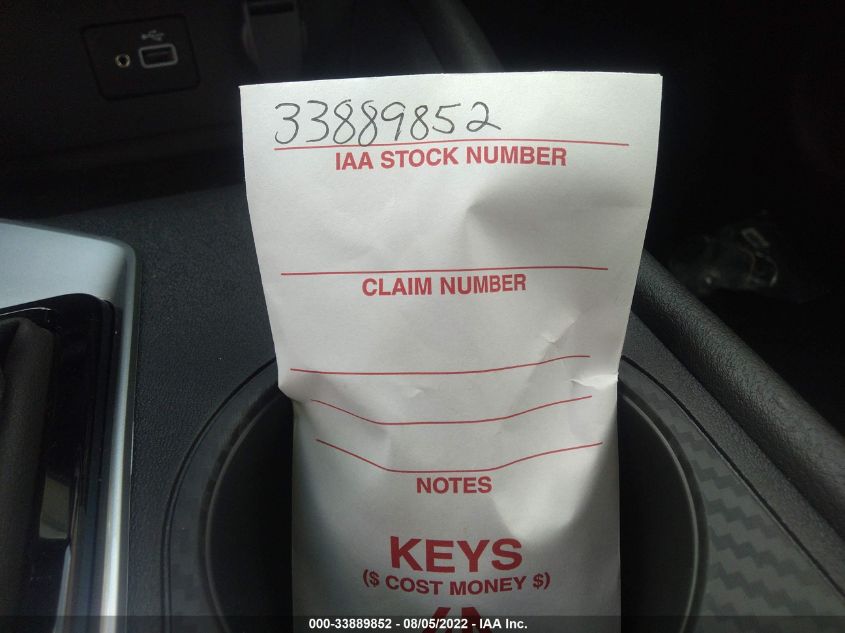 33889852
IAA STOCK NUMBER
CLAIM NUMBER
NOTES
KEYS
($ COST MONEY $)
000-33889852 - 08/05/2022 - IAA Inc.